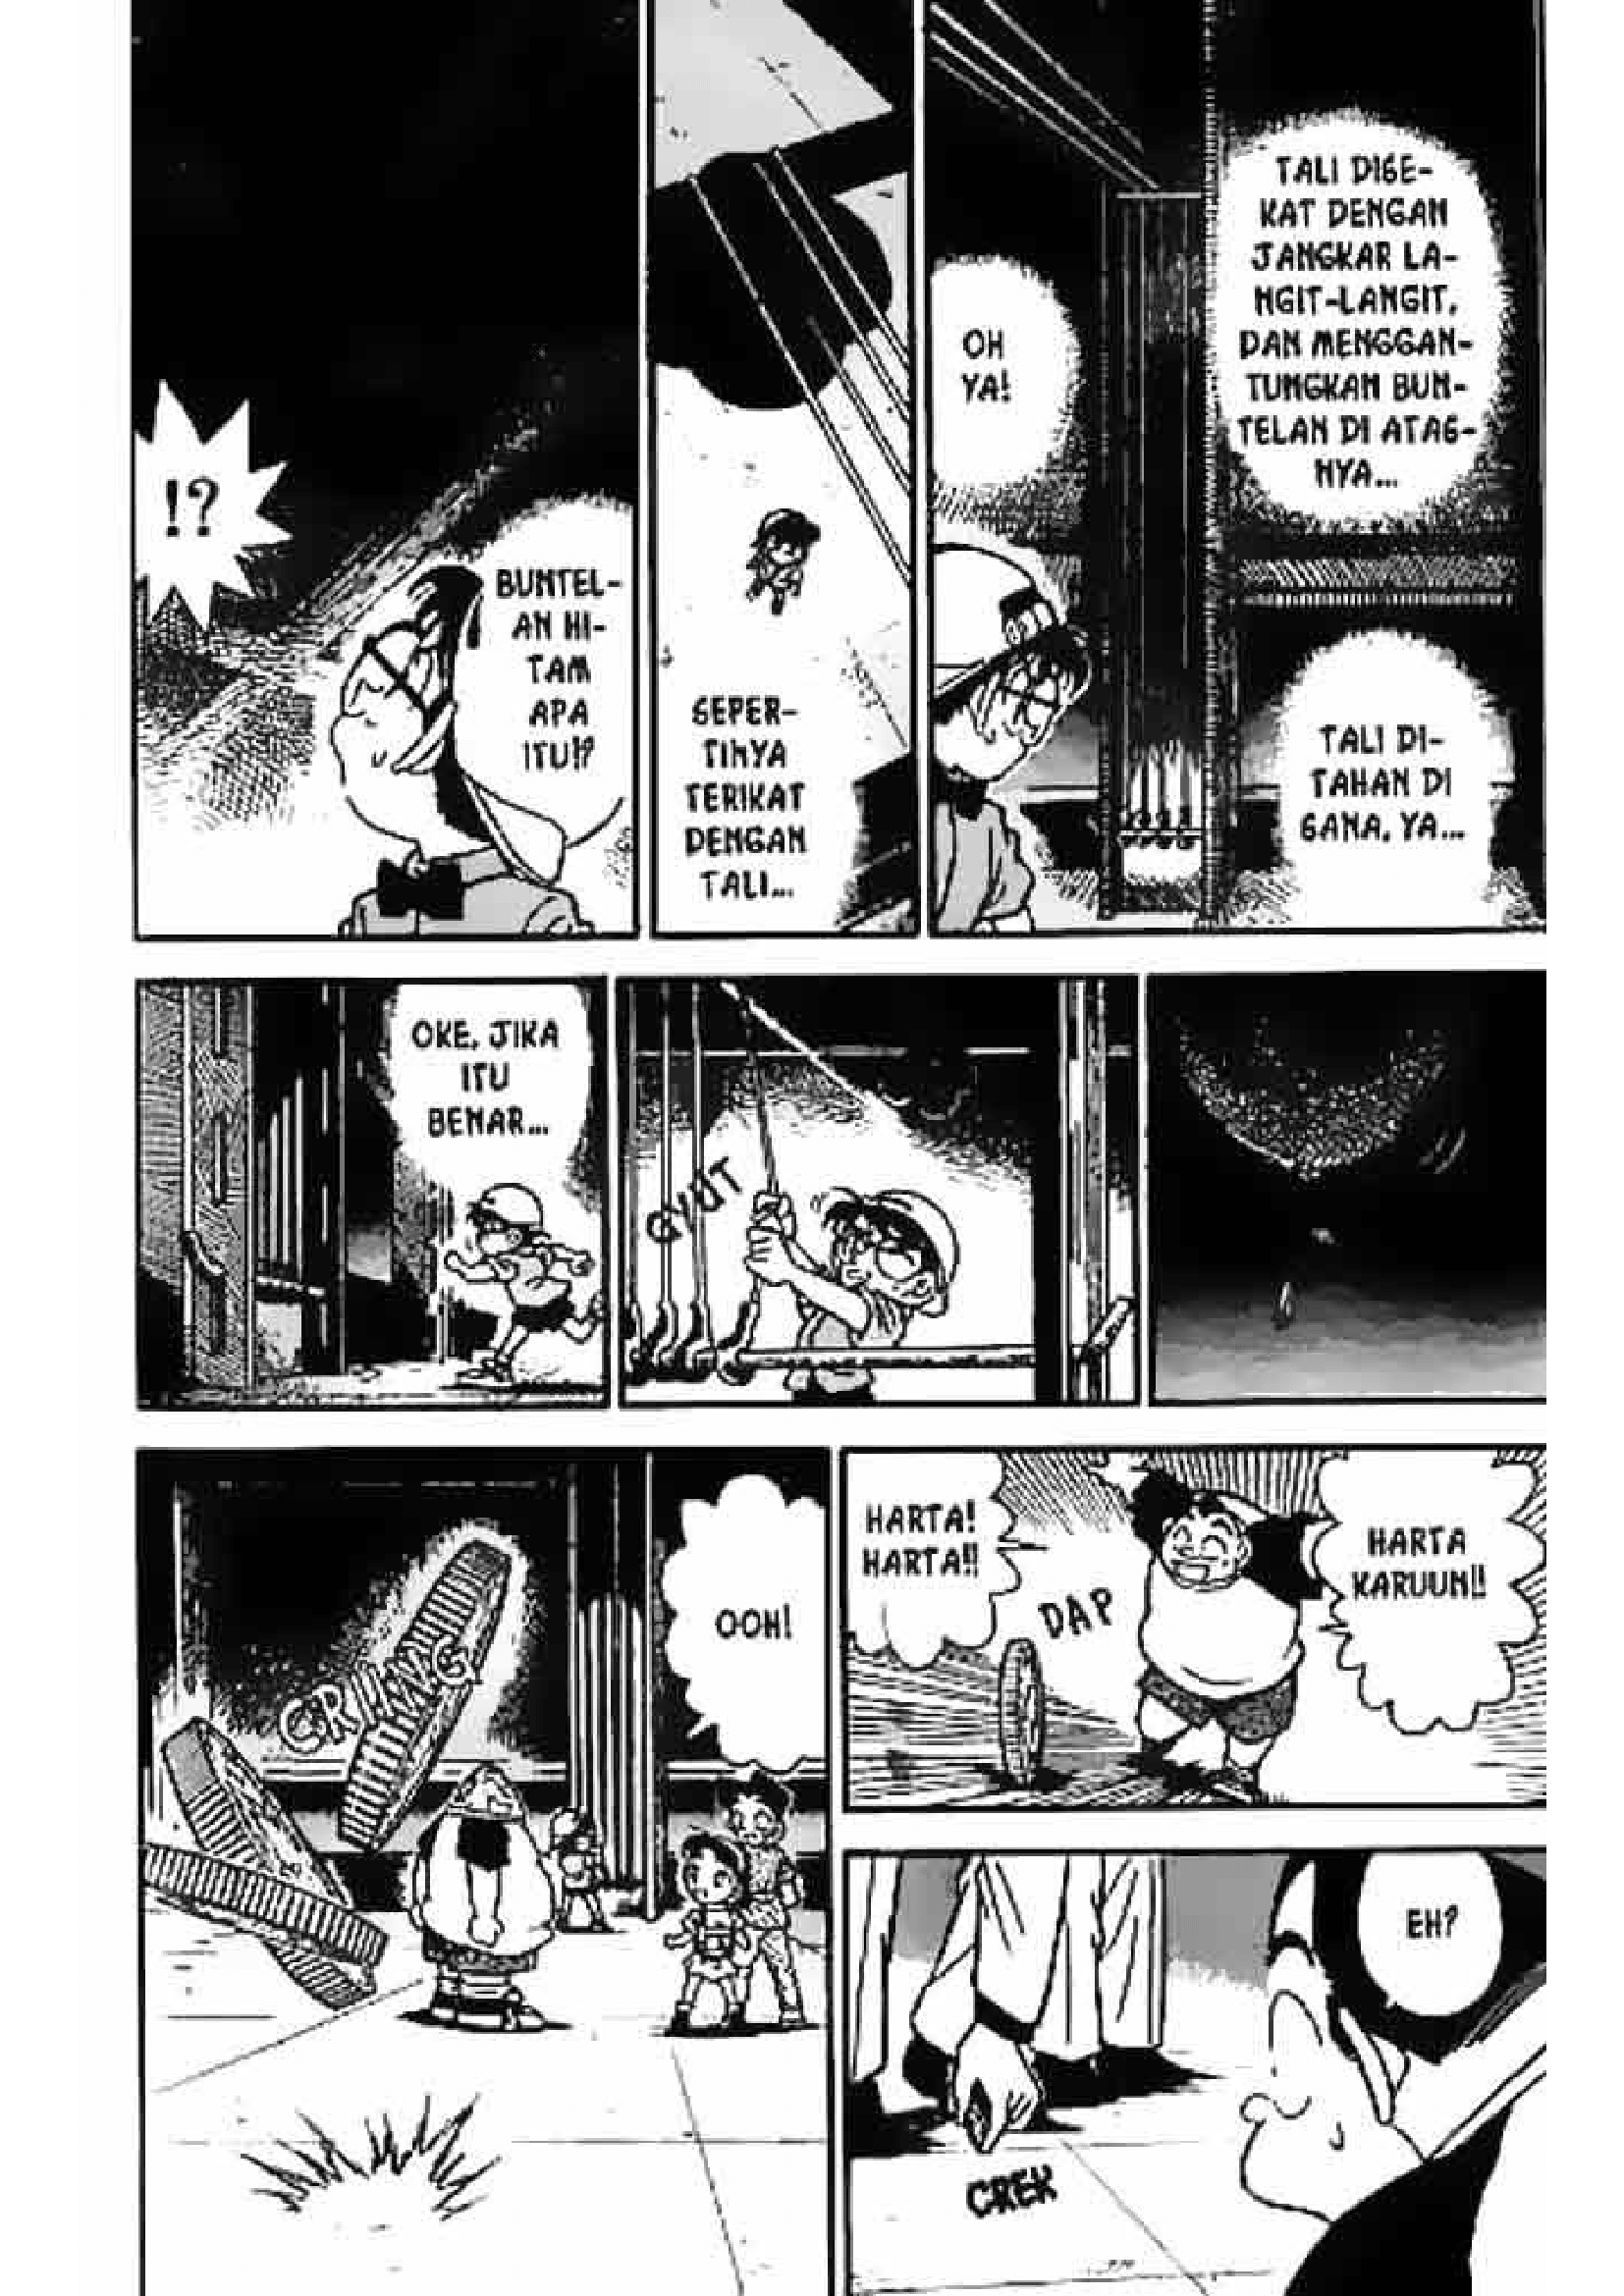 !?
BUNTEL-
AN HI-
TAM
APA
ITU!?
SEPER-
TINYA
TERIKAT
DENGAN
TALI...
OH
YA!
TALI DIGE-
KAT DENGAN
JANGKAR LA-
NGIT-LANGIT,
DAN MENGGAN-
TUNGKAN BUN-
TELAN DI ATAS-
NYA...
TALI DI-
TAHAN DI
SANA, YA...
OKE, JIKA
ITU
BENAR...
GYUT
CRIIING
OOH!
HARTA!
HARTA!!
DAP
HARTA
KARUUN!!
EH?
CREK